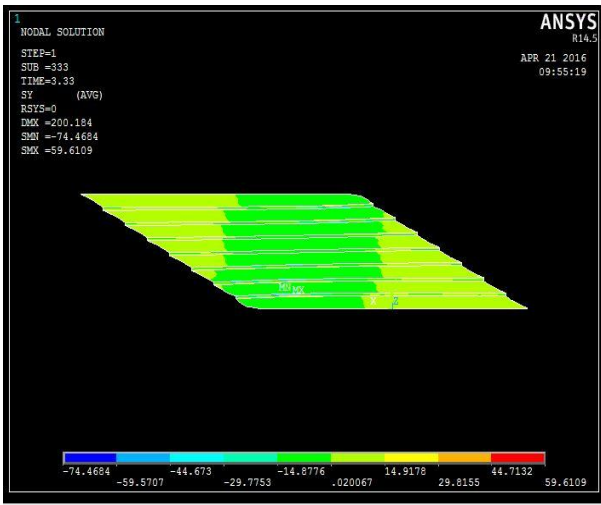 1
NODAL SOLUTION
STEP=1
SUB =333
TIME=3.33
SY (AVG)
RSYS=0
DMX =200.184
SMN =-74.4684
SMX =59.6109
ANSYS
R14.5
APR 21 2016
09:55:19
MN MX
X Z
-74.4684 -44.673 -14.8776 14.9178 44.7132
-59.5707 -29.7753 .020067 29.8155 59.6109